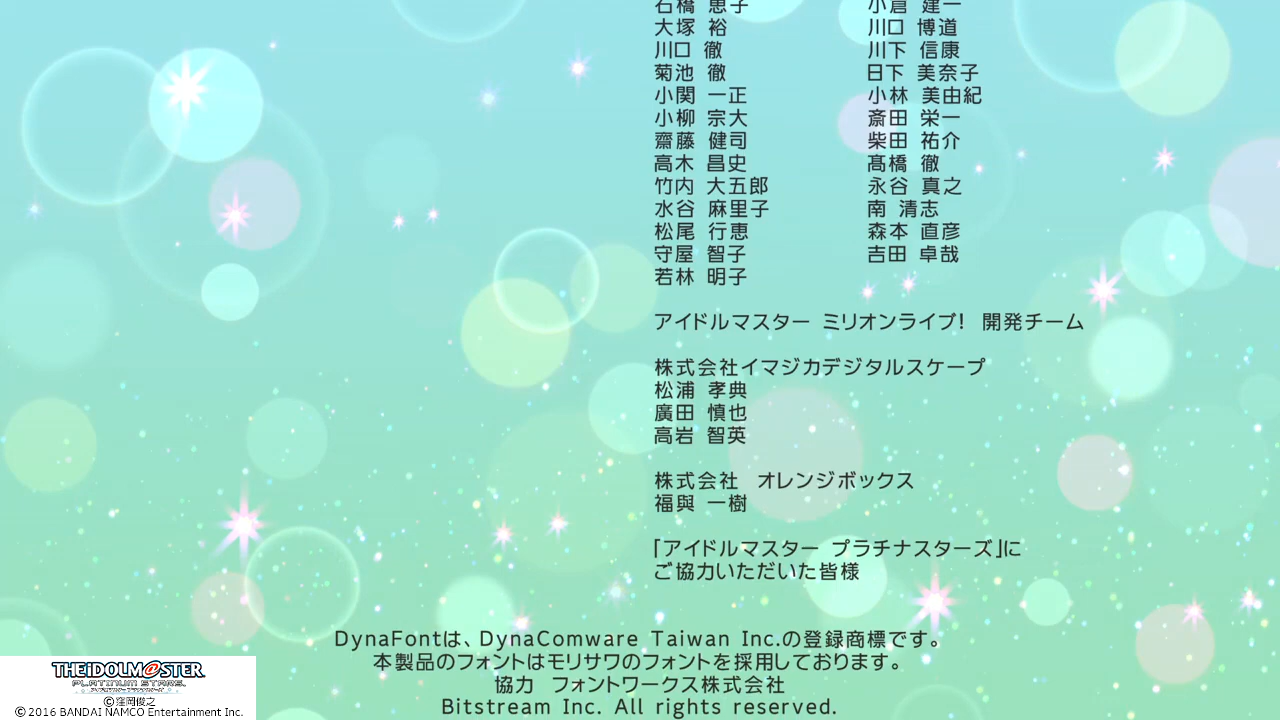 石橋 恵子 小倉 建一
大塚 裕 川口 博道
川口 徹 川下 信康
菊池 徹 日下 美奈子
小関 一正 小林 美由紀
小柳 宗大 斎田 栄一
齋藤 健司 柴田 祐介
高木 昌史 髙橋 徹
竹内 大五郎 永谷 真之
水谷 麻里子 南 清志
松尾 行恵 森本 直彦
守屋 智子 吉田 卓哉
若林 明子
アイドルマスター ミリオンライブ! 開発チーム
株式会社イマジカデジタルスケープ
松浦 孝典
廣田 慎也
高岩 智英
株式会社 オレンジボックス
福與 一樹
「アイドルマスター プラチナスターズ」に
ご協力いただいた皆様
DynaFontは、DynaComware Taiwan Inc.の登録商標です。
本製品のフォントはモリサワのフォントを採用しております。
協力 フォントワークス株式会社
Bitstream Inc. All rights reserved.
THE iDOLM@STER
PLATINUM STARS
©窪岡俊之
© 2016 BANDAI NAMCO Entertainment Inc.